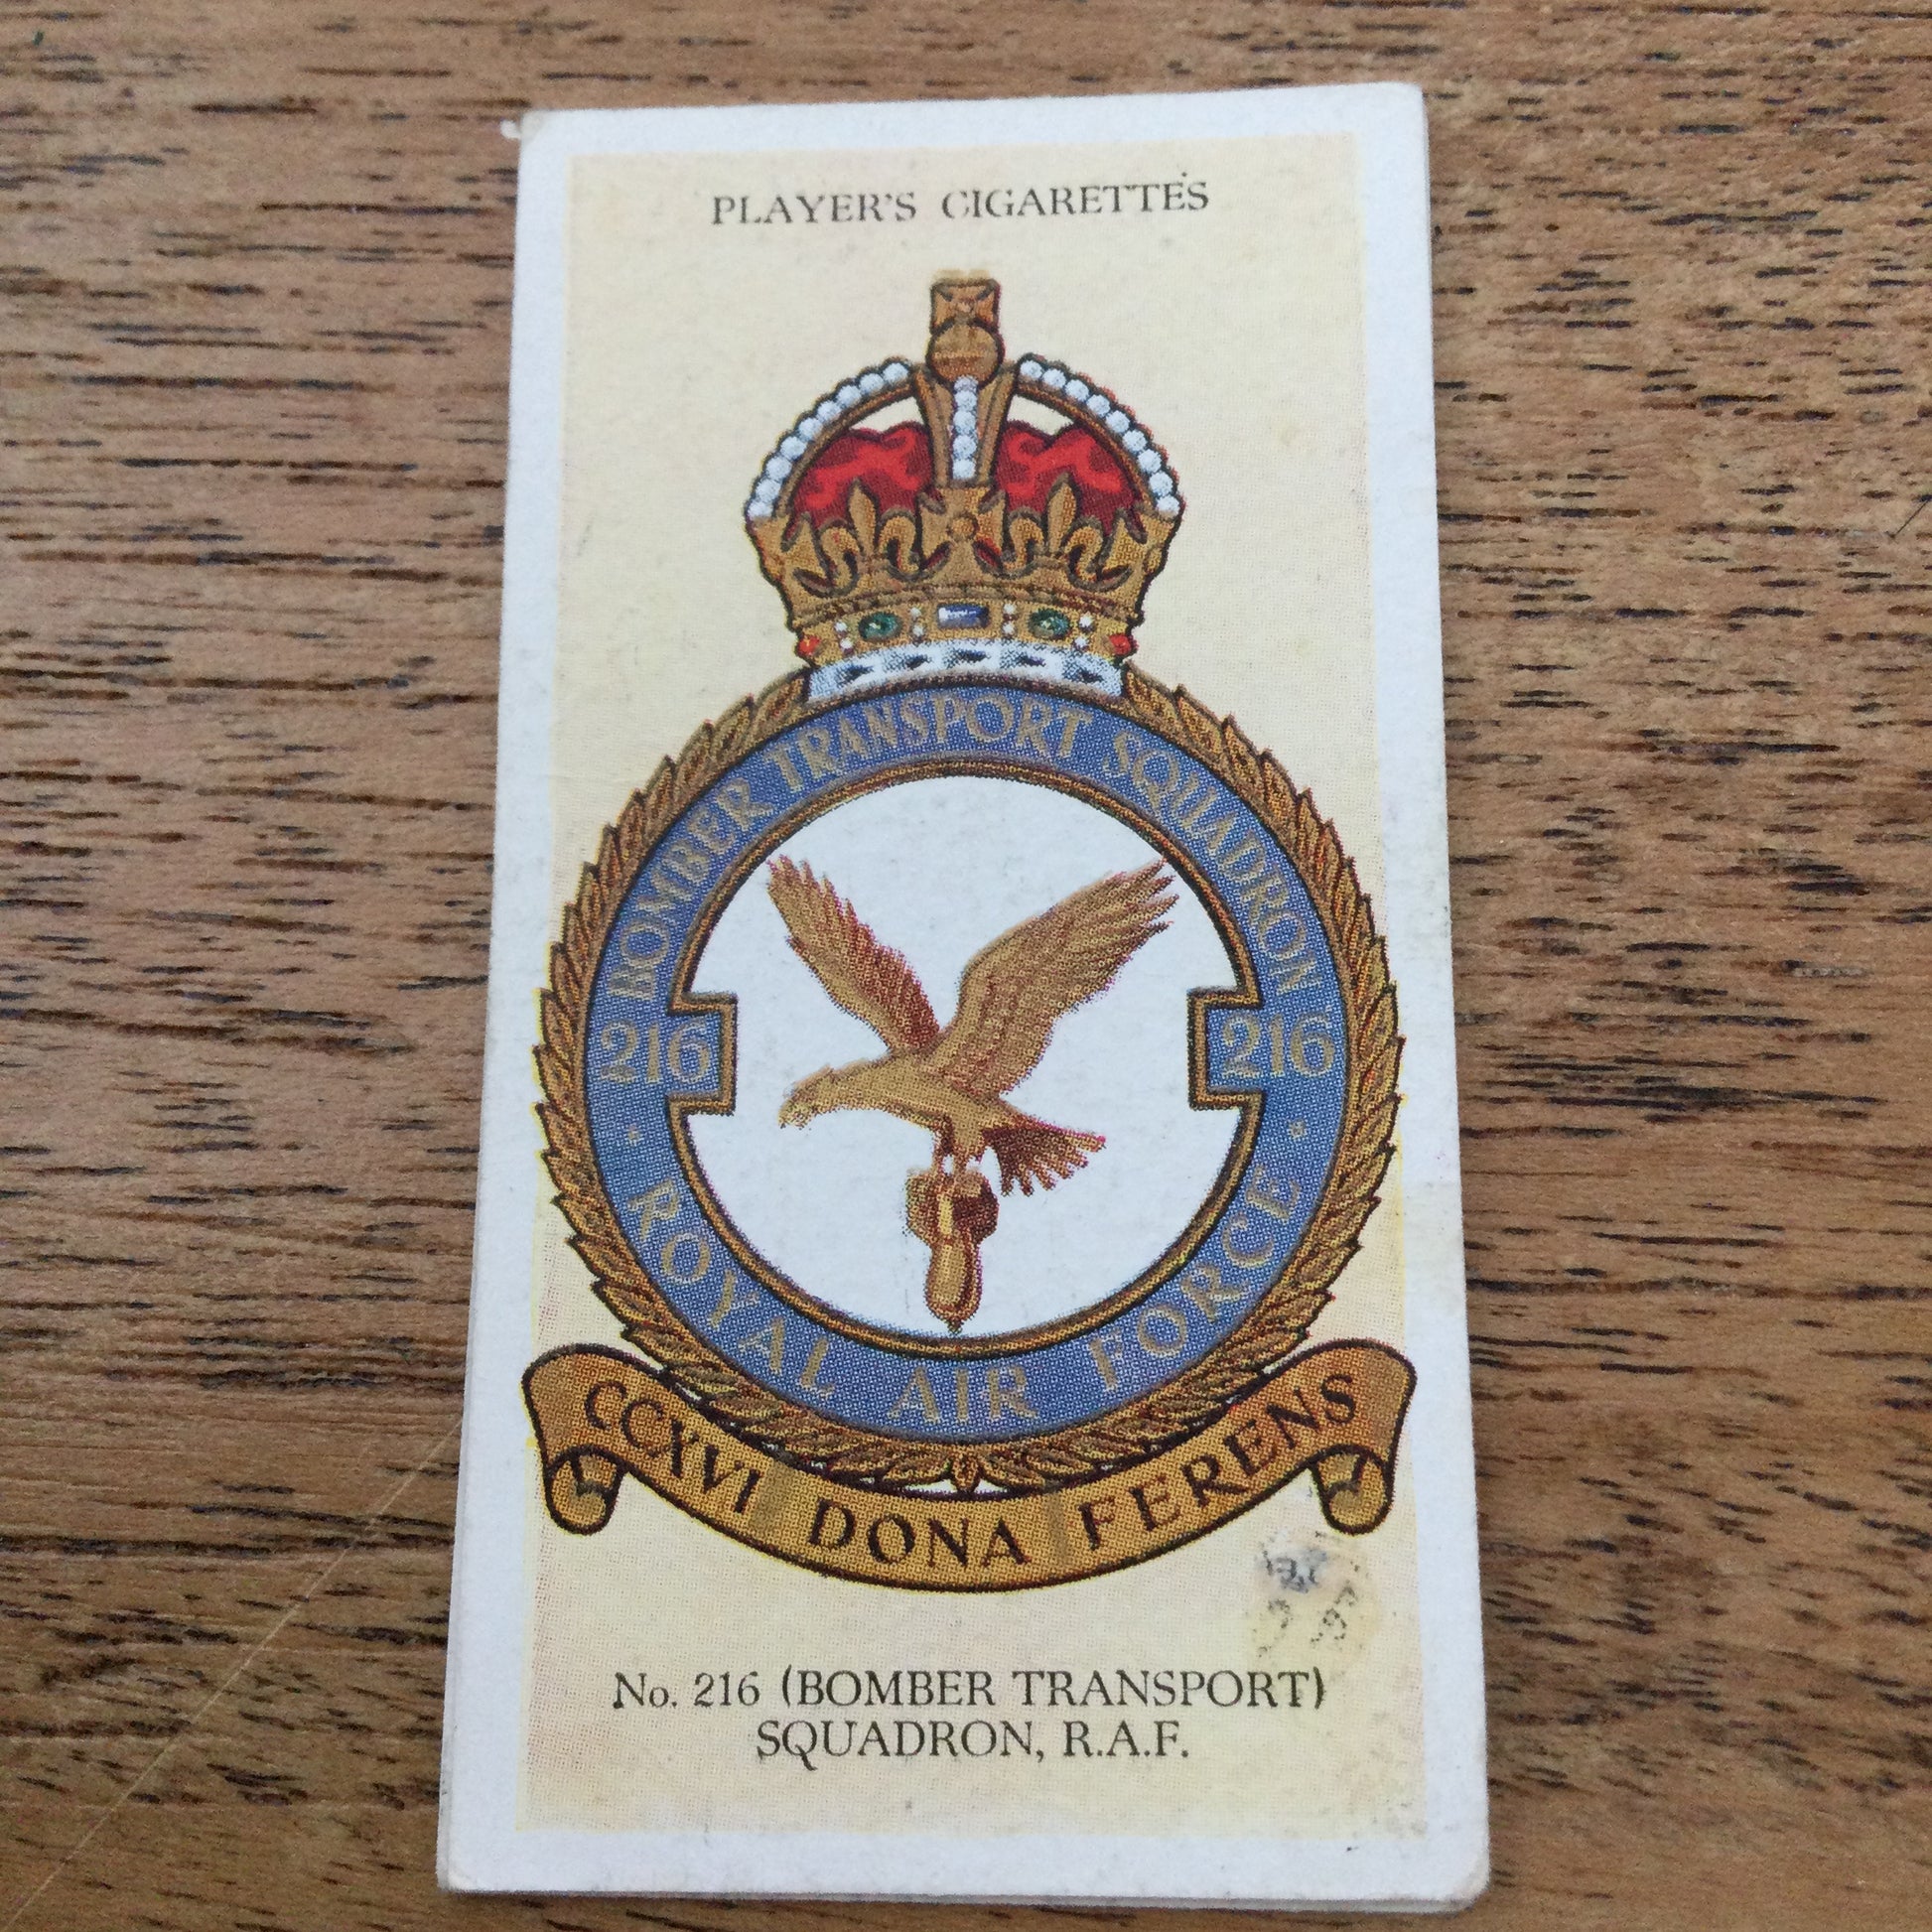 PLAYER'S CIGARETTES
BOMBER TRANSPORT SQUADRON
216
216
ROYAL AIR FORCE
CCXVI DONA FERENS
No. 216 (BOMBER TRANSPORT)
SQUADRON, R.A.F.